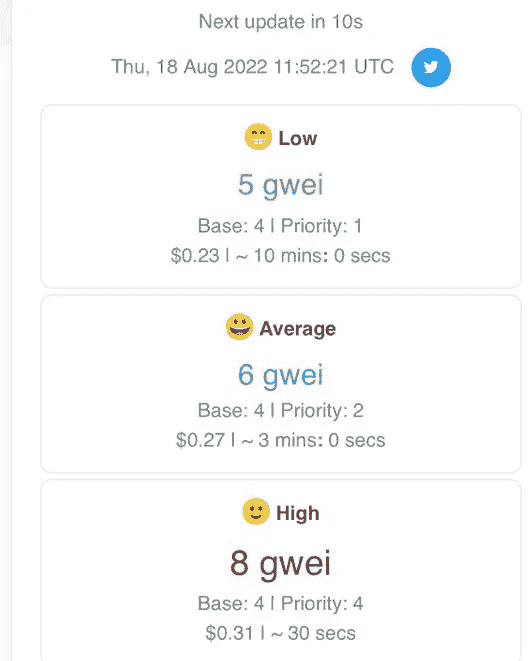 Next update in 10s
Thu, 18 Aug 2022 11:52:21 UTC
Low
5 gwei
Base: 4 | Priority: 1
$0.23 | ~ 10 mins: 0 secs
Average
6 gwei
Base: 4 | Priority: 2
$0.27 | ~ 3 mins: 0 secs
High
8 gwei
Base: 4 | Priority: 4
$0.31 | ~ 30 secs